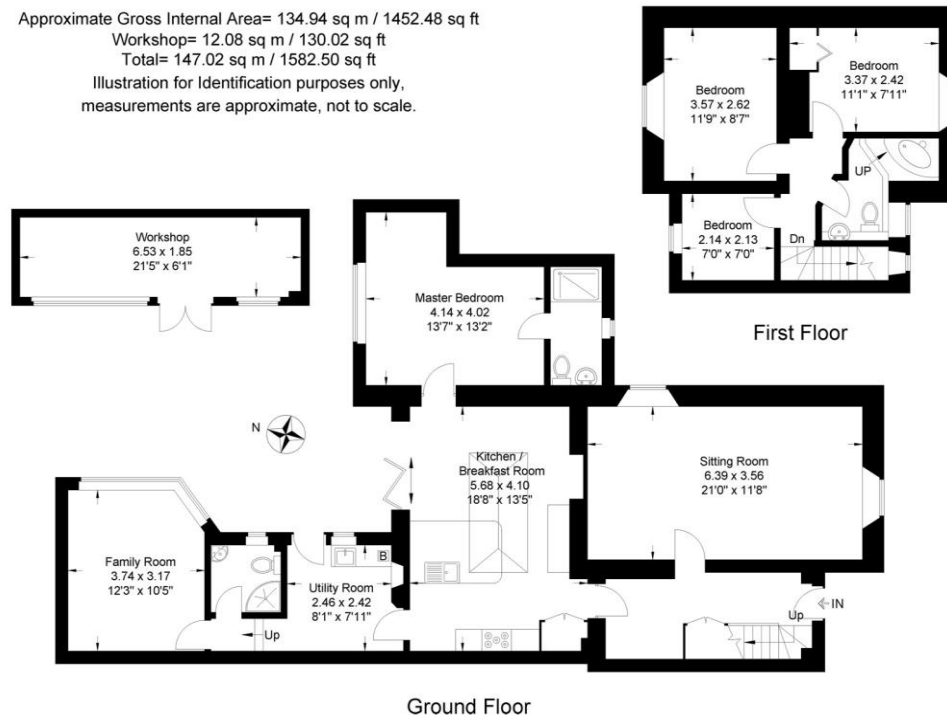 Approximate Gross Internal Area= 134.94 sq m / 1452.48 sq ft
Workshop= 12.08 sq m / 130.02 sq ft
Total= 147.02 sq m / 1582.50 sq ft
Illustration for Identification purposes only,
measurements are approximate, not to scale.
Bedroom
3.57 x 2.62
11'9" x 8'7"
Bedroom
3.37 x 2.42
11'1" x 7'11"
UP
Bedroom
2.14 x 2.13
7'0" x 7'0"
Dn
First Floor
Workshop
6.53 x 1.85
21'5" x 6'1"
Master Bedroom
4.14 x 4.02
13'7" x 13'2"
N
Kitchen /
Breakfast Room
5.68 x 4.10
18'8" x 13'5"
Sitting Room
6.39 x 3.56
21'0" x 11'8"
Family Room
3.74 x 3.17
12'3" x 10'5"
B
Utility Room
2.46 x 2.42
8'1" x 7'11"
Up
Up
IN
Ground Floor